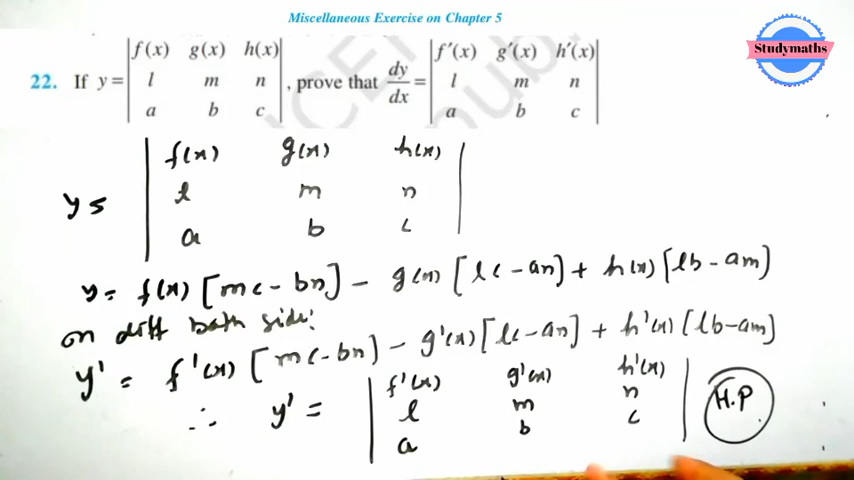 Miscellaneous Exercise on Chapter 5
Studymaths
22. If y = | f(x) g(x) h(x) |
| l m n | , prove that dy/dx =
| a b c |
| f′(x) g′(x) h′(x) |
| l m n |
| a b c |
y = | f(x) g(x) h(x) |
| l m n |
| a b c |
y = f(x) [mc - bn] - g(x) [lc - an] + h(x) [lb - am]
on diff both side:
y' = f'(x) [mc - bn) - g'(x) [lc - an] + h'(x) [lb - am)
∴ y' = | f'(x) g'(x) h'(x) |
| l m n |
| a b c |
H.P